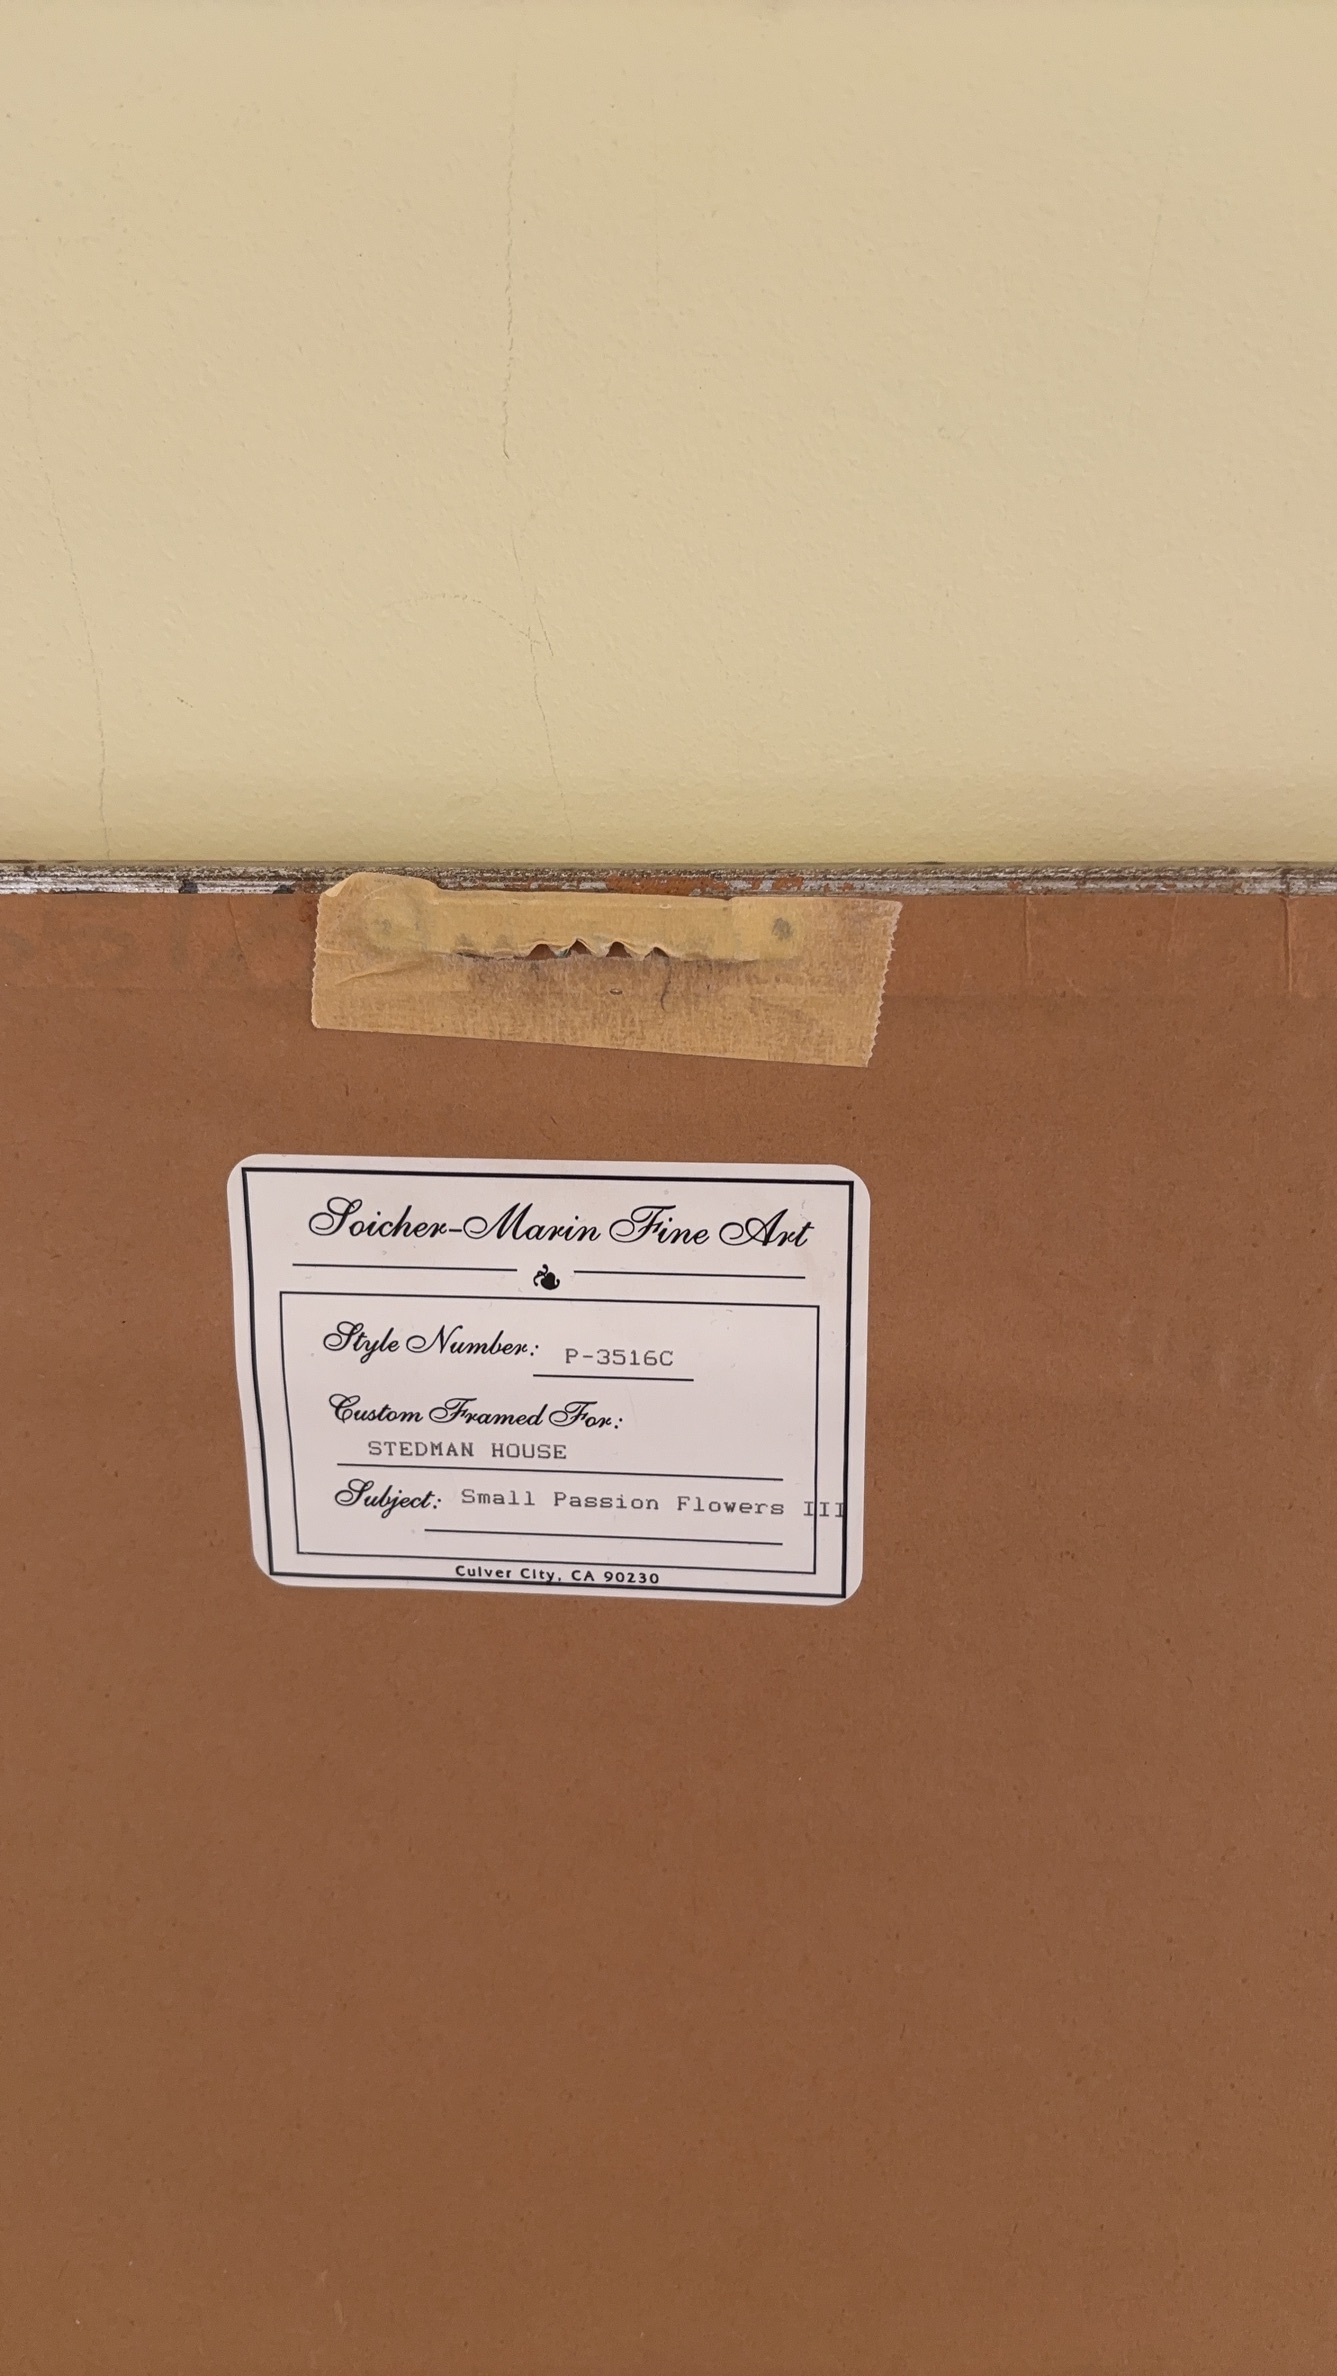 Soicher-Marin Fine Art
Style Number: P-3516C
Custom Framed For:
STEDMAN HOUSE
Subject: Small Passion Flowers III
Culver City, CA 90230